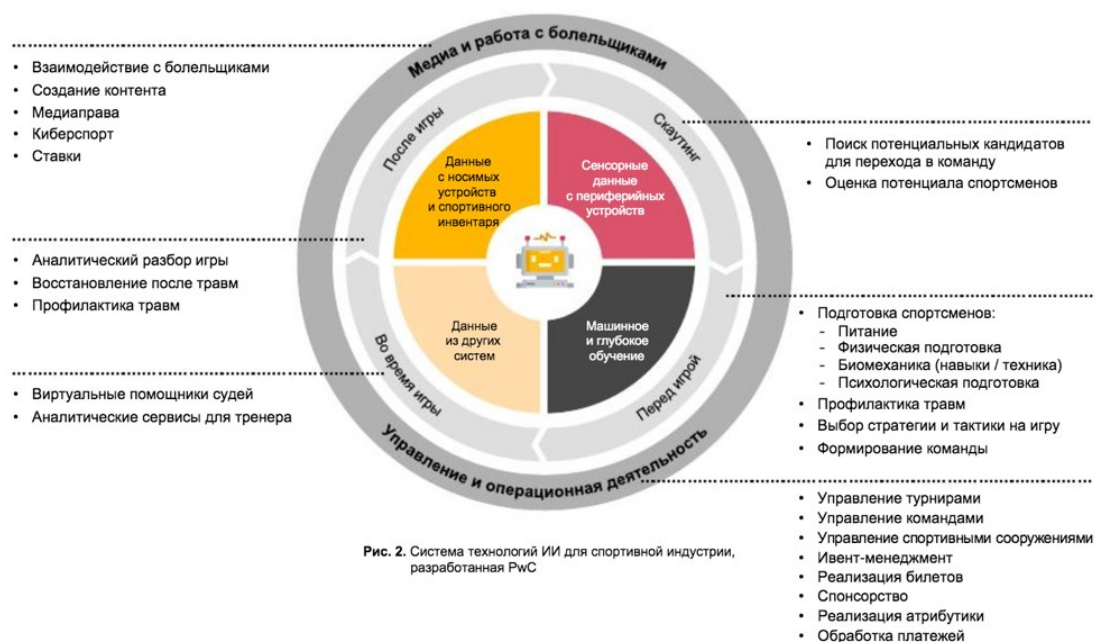 Медиа и работа с болельщиками
• Взаимодействие с болельщиками
• Создание контента
• Медиаправа
• Киберспорт
• Ставки
После игры
Скаутинг
• Поиск потенциальных кандидатов
для перехода в команду
• Оценка потенциала спортсменов
Данные
с носимых
устройств
и спортивного
инвентаря
Сенсорные
данные
с периферийных
устройств
• Аналитический разбор игры
• Восстановление после травм
• Профилактика травм
Данные
из других
систем
Машинное
и глубокое
обучение
• Подготовка спортсменов:
- Питание
- Физическая подготовка
- Биомеханика (навыки / техника)
- Психологическая подготовка
• Профилактика травм
• Выбор стратегии и тактики на игру
• Формирование команды
Во время игры
Перед игрой
• Виртуальные помощники судей
• Аналитические сервисы для тренера
Управление и операционная деятельность
• Управление турнирами
• Управление командами
• Управление спортивными сооружениями
• Ивент-менеджмент
• Реализация билетов
• Спонсорство
• Реализация атрибутики
• Обработка платежей
Рис. 2. Система технологий ИИ для спортивной индустрии,
разработанная PwC